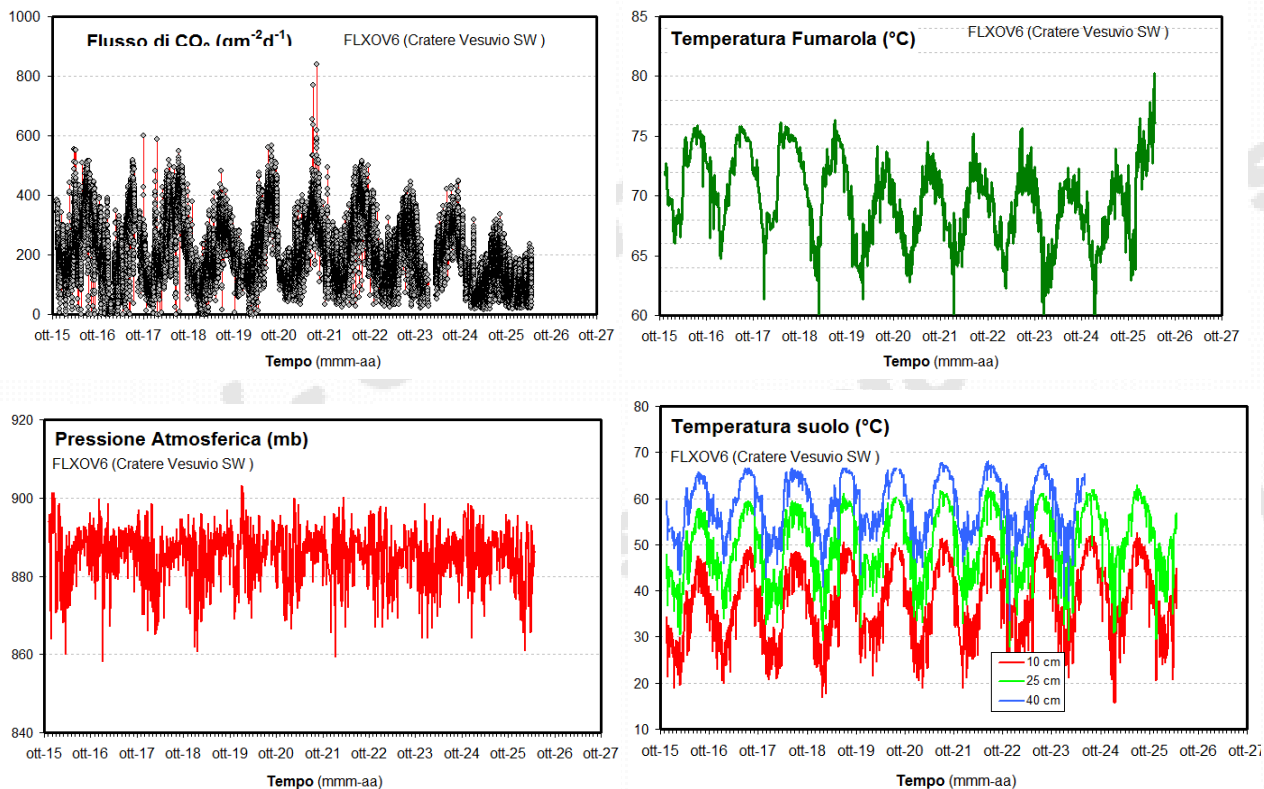 Flusso di CO₂ (gm⁻²d⁻¹)
FLXOV6 (Cratere Vesuvio SW )
1000
800
600
400
200
0
ott-15 ott-16 ott-17 ott-18 ott-19 ott-20 ott-21 ott-22 ott-23 ott-24 ott-25 ott-26 ott-27
Tempo (mmm-aa)
Temperatura Fumarola (°C)
FLXOV6 (Cratere Vesuvio SW )
85
80
75
70
65
60
ott-15 ott-16 ott-17 ott-18 ott-19 ott-20 ott-21 ott-22 ott-23 ott-24 ott-25 ott-26 ott-27
Tempo (mmm-aa)
Pressione Atmosferica (mb)
FLXOV6 (Cratere Vesuvio SW )
920
900
880
860
840
ott-15 ott-16 ott-17 ott-18 ott-19 ott-20 ott-21 ott-22 ott-23 ott-24 ott-25 ott-26 ott-27
Tempo (mmm-aa)
Temperatura suolo (°C)
FLXOV6 (Cratere Vesuvio SW )
80
70
60
50
40
30
20
10
10 cm
25 cm
40 cm
ott-15 ott-16 ott-17 ott-18 ott-19 ott-20 ott-21 ott-22 ott-23 ott-24 ott-25 ott-26 ott-27
Tempo (mmm-aa)